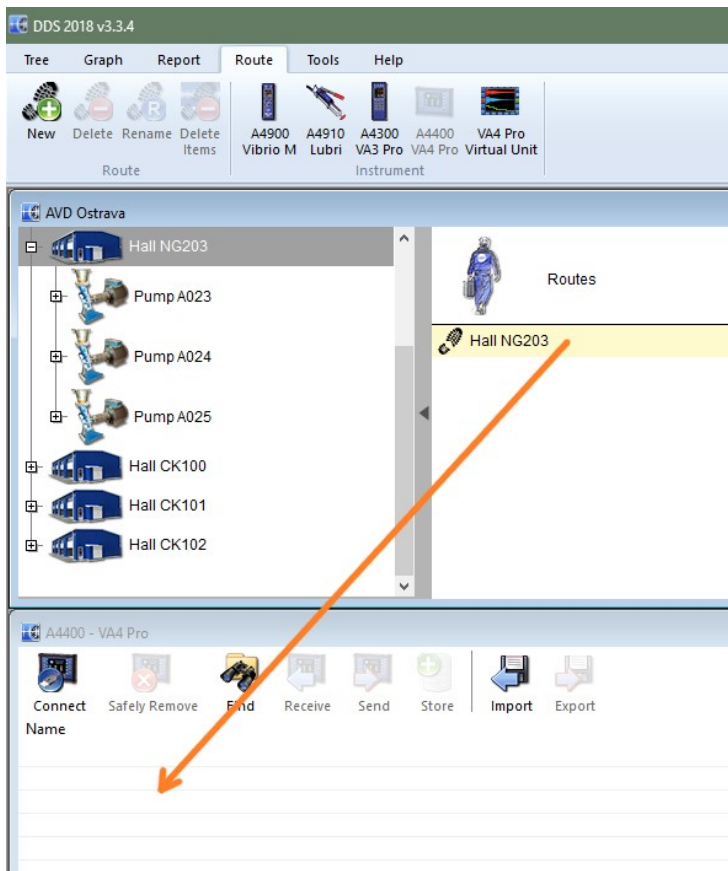 DDS 2018 v3.3.4
Tree Graph Report Route Tools Help
New Delete Rename Delete Items A4900 Vibrio M A4910 Lubri A4300 VA3 Pro A4400 VA4 Pro VA4 Pro Virtual Unit
Route Instrument
AVD Ostrava
Hall NG203
Pump A023
Pump A024
Pump A025
Hall CK100
Hall CK101
Hall CK102
Routes
Hall NG203
A4400 - VA4 Pro
Connect Safely Remove Find Receive Send Store Import Export
Name